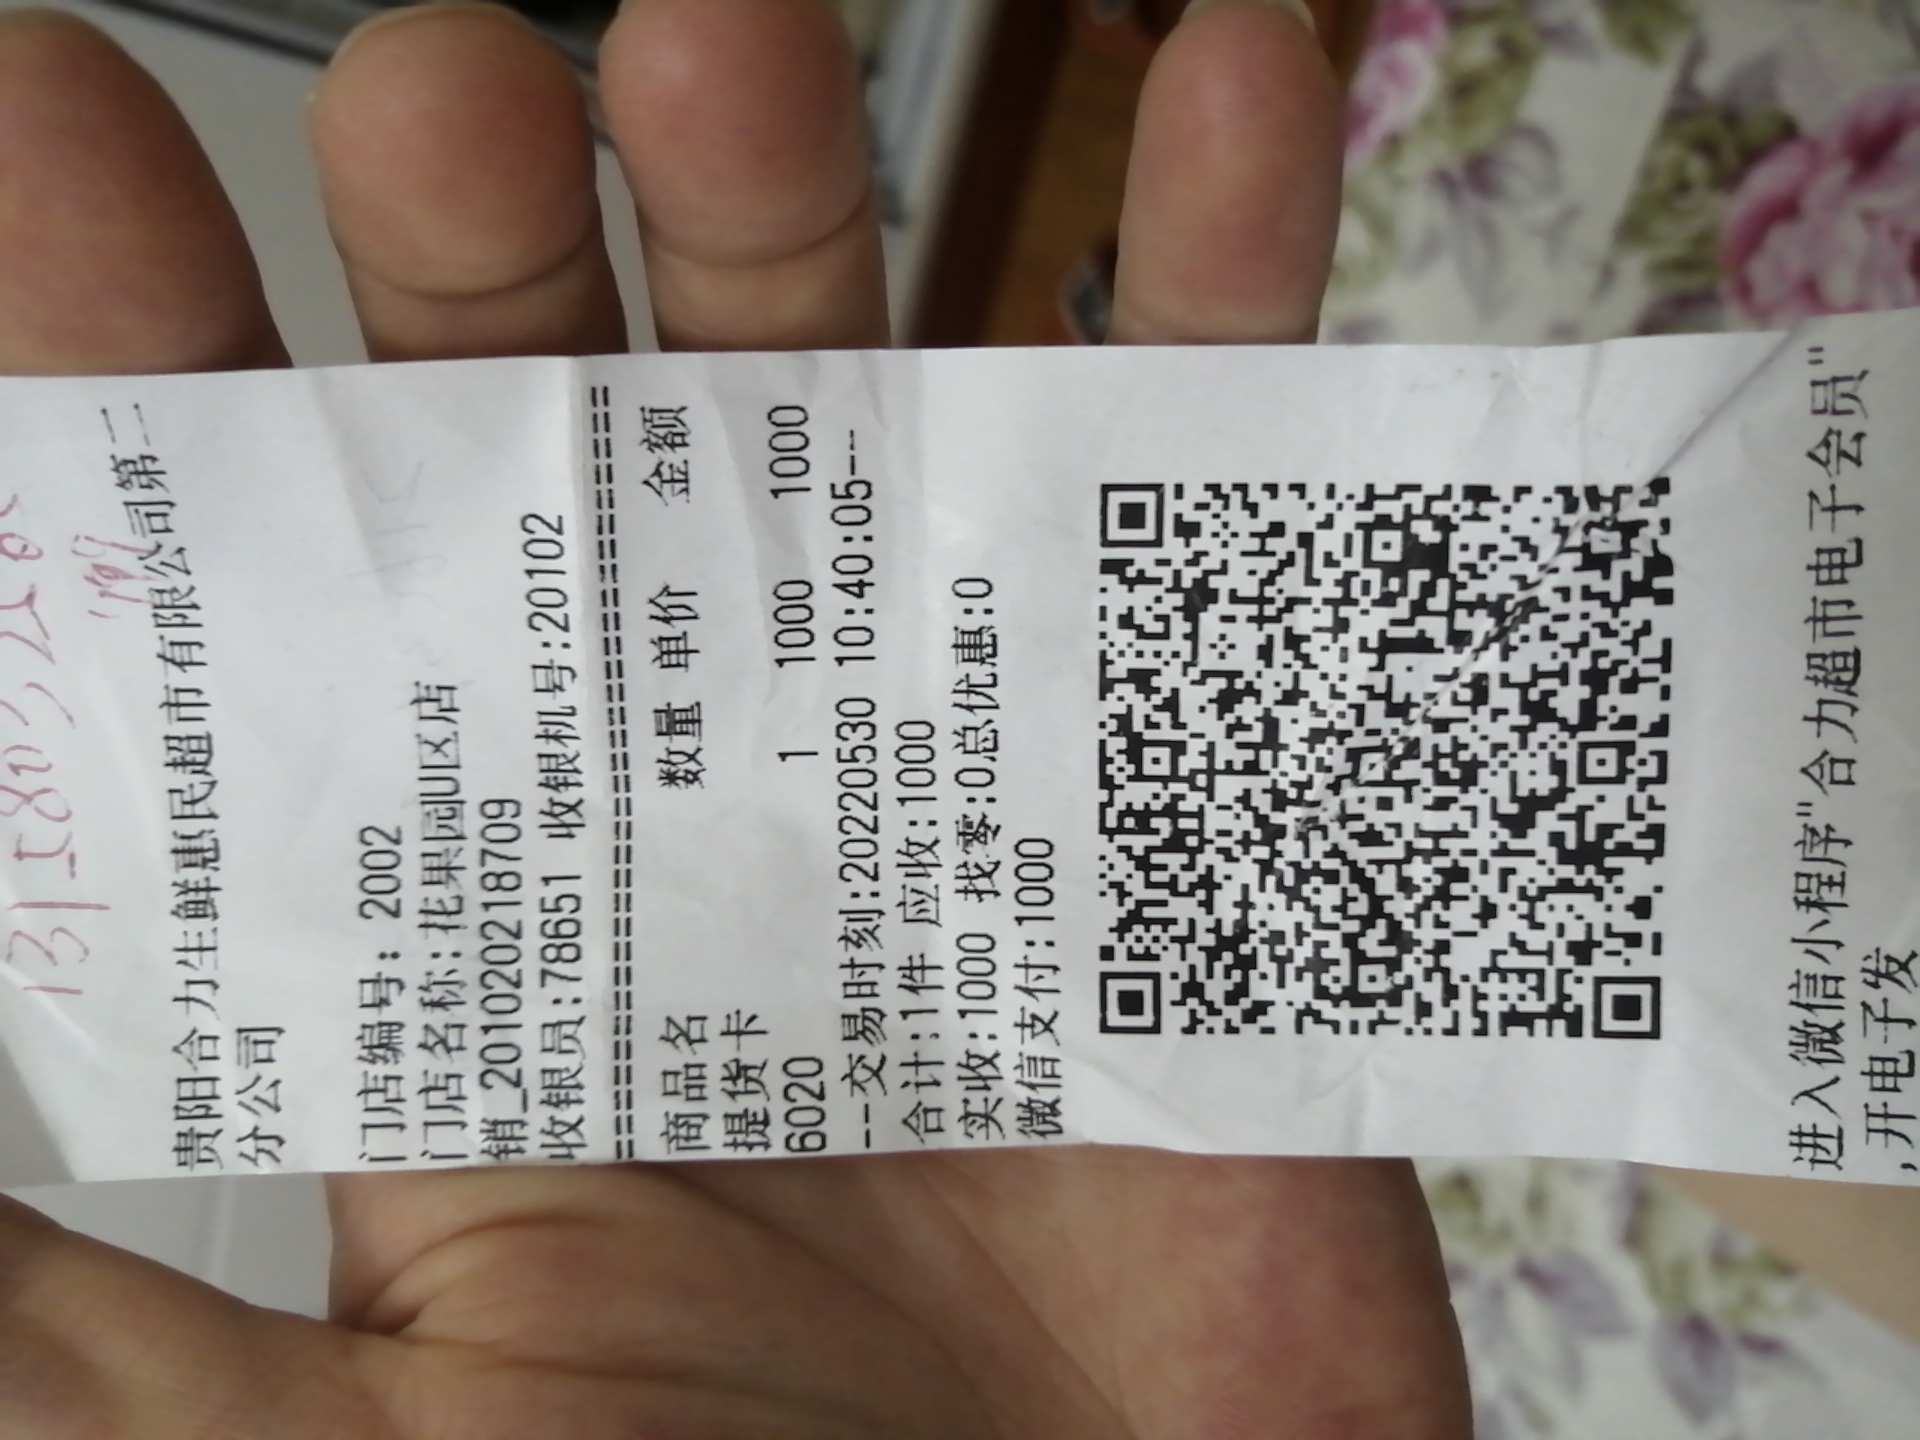 贵阳合力生鲜惠民超市有限公司第二
分公司
门店编号: 2002
门店名称:花果园U区店
销_2010202218709
收银员:78651 收银机号:20102
==========================================
商品名 数量 单价 金额
提货卡
6020 1 1000 1000
--交易时刻:20220530 10:40:05--
合计:1件 应收:1000
实收:1000 找零:0总优惠:0
微信支付:1000
进入微信小程序"合力超市电子会员"
,开电子发